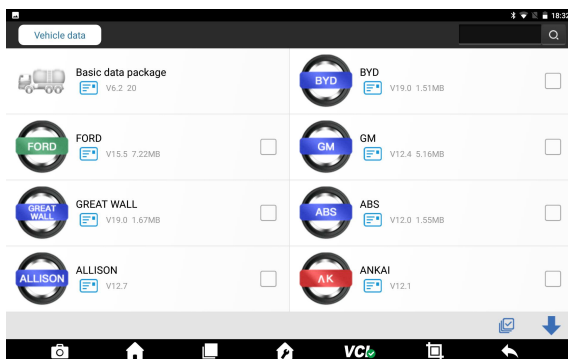 18:32
Vehicle data
Basic data package
V6.2 20
BYD
BYD
V19.0 1.51MB
FORD
FORD
V15.5 7.22MB
GM
GM
V12.4 5.16MB
GREAT
WALL
GREAT WALL
V19.0 1.67MB
ABS
ABS
V12.0 1.55MB
ALLISON
ALLISON
V12.7
ΛK
ANKAI
V12.1
VCI